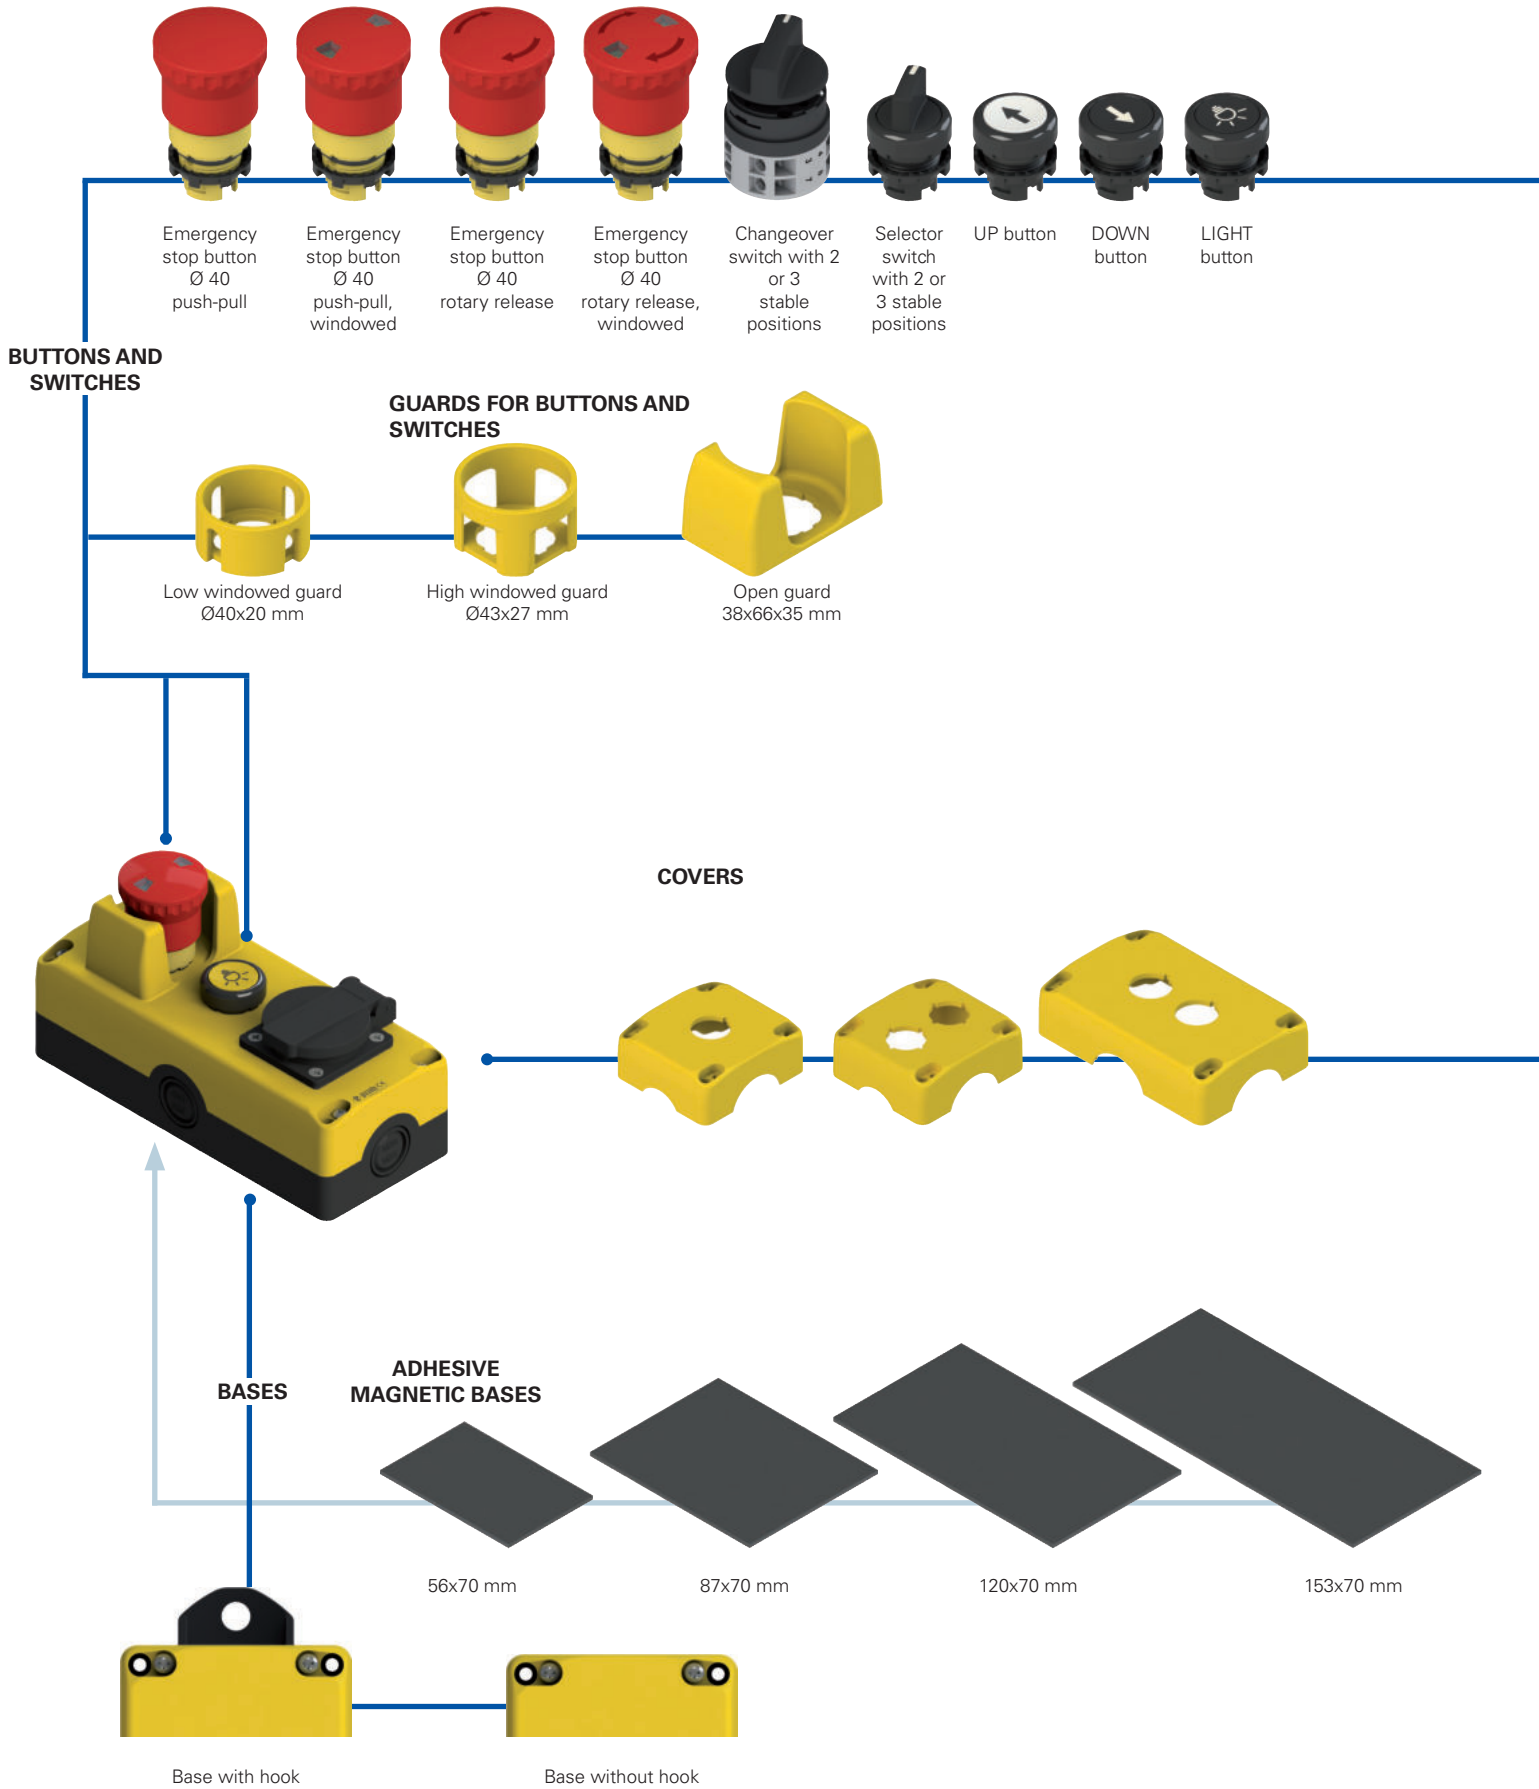 Emergency
stop button
Ø 40
push-pull
Emergency
stop button
Ø 40
push-pull,
windowed
Emergency
stop button
Ø 40
rotary release
Emergency
stop button
Ø 40
rotary release,
windowed
Changeover
switch with 2
or 3
stable
positions
Selector
switch
with 2 or
3 stable
positions
UP button
DOWN
button
LIGHT
button
BUTTONS AND
SWITCHES
GUARDS FOR BUTTONS AND
SWITCHES
Low windowed guard
Ø40x20 mm
High windowed guard
Ø43x27 mm
Open guard
38x66x35 mm
COVERS
BASES
ADHESIVE
MAGNETIC BASES
56x70 mm
87x70 mm
120x70 mm
153x70 mm
Base with hook
Base without hook